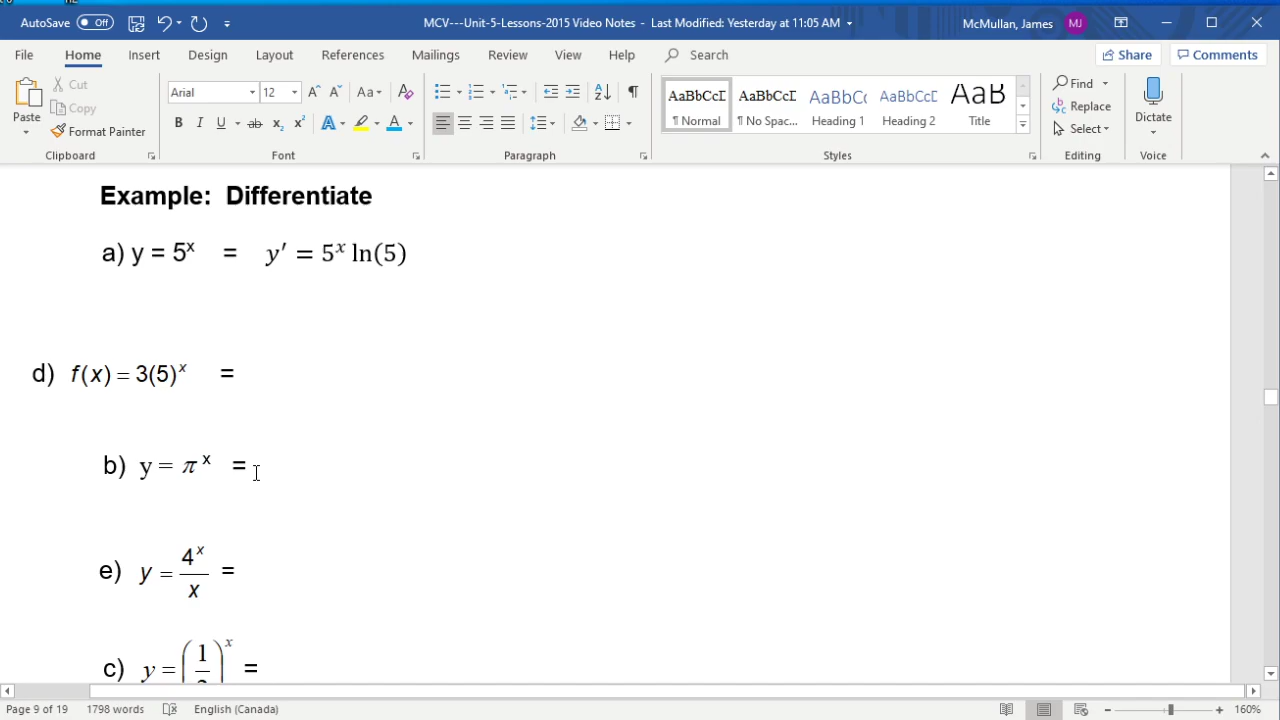 AutoSave Off MCV---Unit-5-Lessons-2015 Video Notes - Last Modified: Yesterday at 11:05 AM McMullan, James MJ
File Home Insert Design Layout References Mailings Review View Help Search Share Comments
Paste Cut Copy Format Painter
Arial 12 Aa
B I U ab x₂ x² A A
AaBbCcI AaBbCcI AaBbCc AaBbCcI AaB
¶ Normal ¶ No Spac... Heading 1 Heading 2 Title
Find Replace Select Dictate
Clipboard Font Paragraph Styles Editing Voice
Example: Differentiate
a) y = 5ˣ = y′ = 5ˣ ln(5)
d) f(x) = 3(5)ˣ =
b) y = π ˣ =
e) y = 4ˣ/x =
c) y = (1/ )ˣ =
Page 9 of 19 1798 words English (Canada) 160%